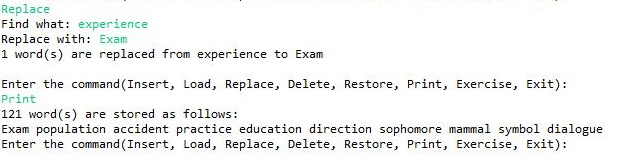 Replace
Find what: experience
Replace with: Exam
1 word(s) are replaced from experience to Exam
Enter the command(Insert, Load, Replace, Delete, Restore, Print, Exercise, Exit):
Print
121 word(s) are stored as follows:
Exam population accident practice education direction sophomore mammal symbol dialogue
Enter the command(Insert, Load, Replace, Delete, Restore, Print, Exercise, Exit):